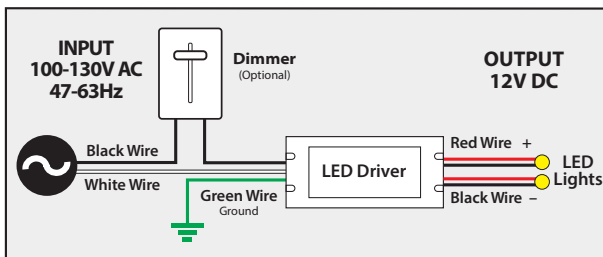 INPUT
100-130V AC
47-63Hz
Dimmer
(Optional)
OUTPUT
12V DC
Black Wire
White Wire
Green Wire
Ground
LED Driver
Red Wire +
Black Wire –
LED
Lights